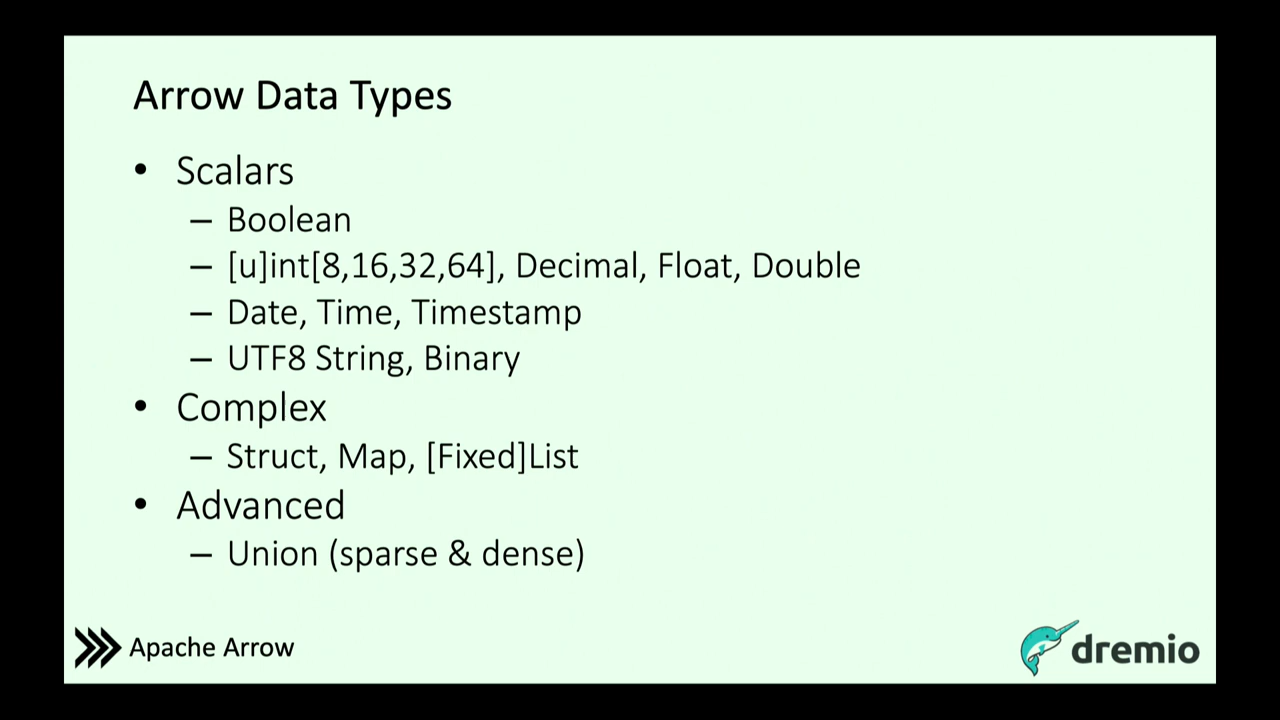 Arrow Data Types
• Scalars
– Boolean
– [u]int[8,16,32,64], Decimal, Float, Double
– Date, Time, Timestamp
– UTF8 String, Binary
• Complex
– Struct, Map, [Fixed]List
• Advanced
– Union (sparse & dense)
Apache Arrow
dremio